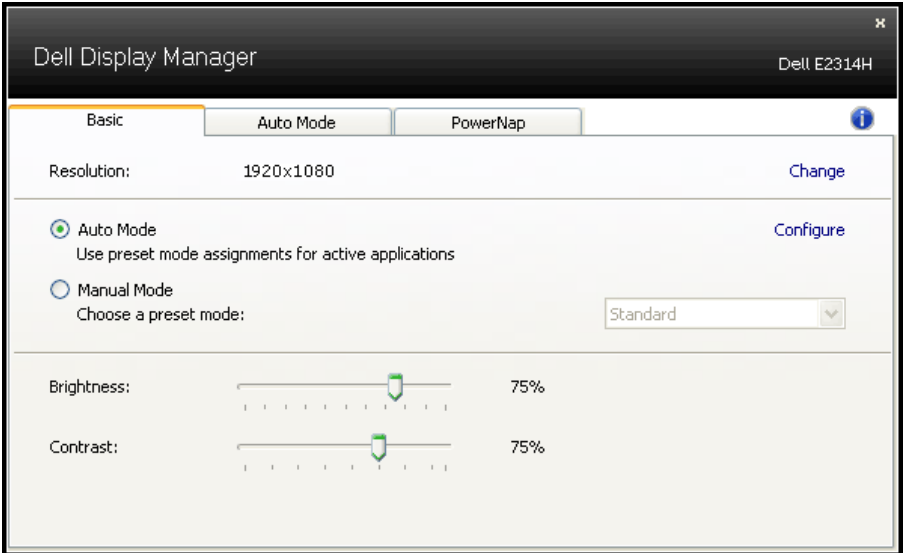 Dell Display Manager
Dell E2314H
Basic
Auto Mode
PowerNap
Resolution:
1920x1080
Change
Auto Mode
Configure
Use preset mode assignments for active applications
Manual Mode
Choose a preset mode:
Standard
Brightness:
75%
Contrast:
75%